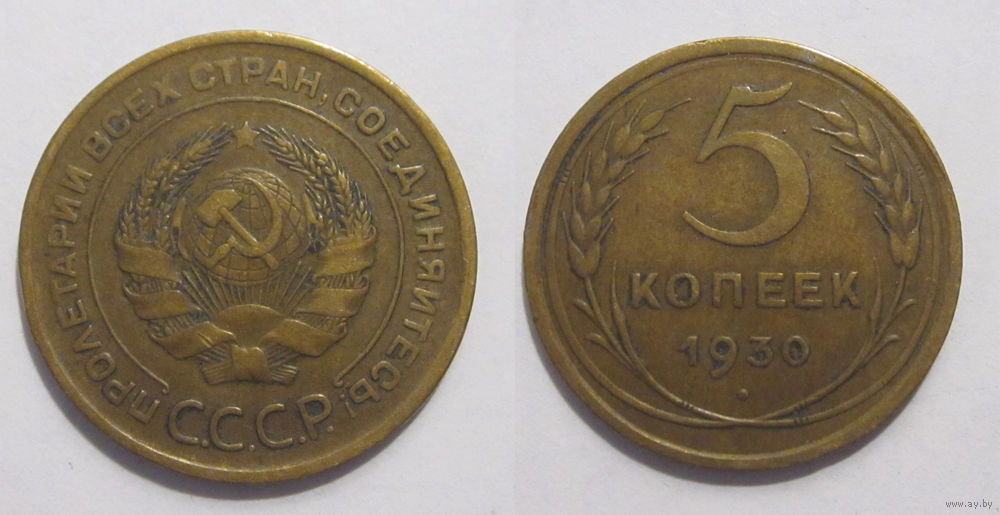 ПРОЛЕТАРИИ ВСЕХ СТРАН, СОЕДИНЯЙТЕСЬ!
С.С.С.Р.
5
КОПЕЕК
1930
www.ay.by